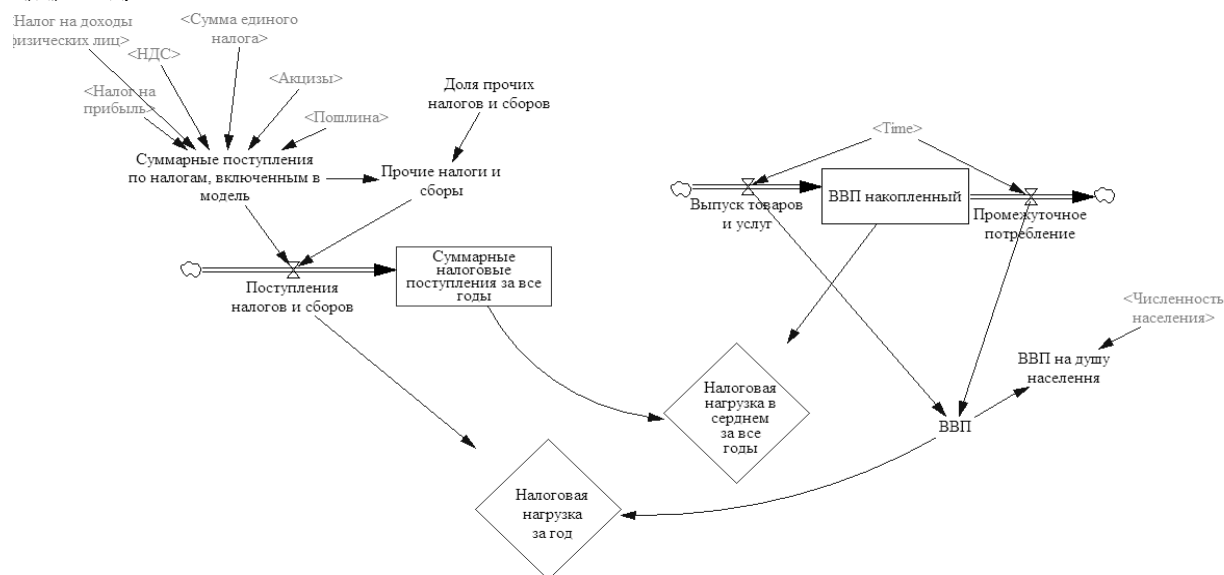 <Налог на доходы
физических лиц>
<Сумма единого
налога>
<НДС>
<Акцизы>
<Налог на
прибыль>
<Пошлина>
Доля прочих
налогов и сборов
Суммарные поступления
по налогам, включенным в
модель
Прочие налоги и
сборы
<Time>
Выпуск товаров
и услуг
ВВП накопленный
Промежуточное
потребление
Поступления
налогов и сборов
Суммарные
налоговые
поступления за все
годы
<Численность
населения>
ВВП на душу
населення
Налоговая
нагрузка в
серднем
за все
годы
ВВП
Налоговая
нагрузка
за год